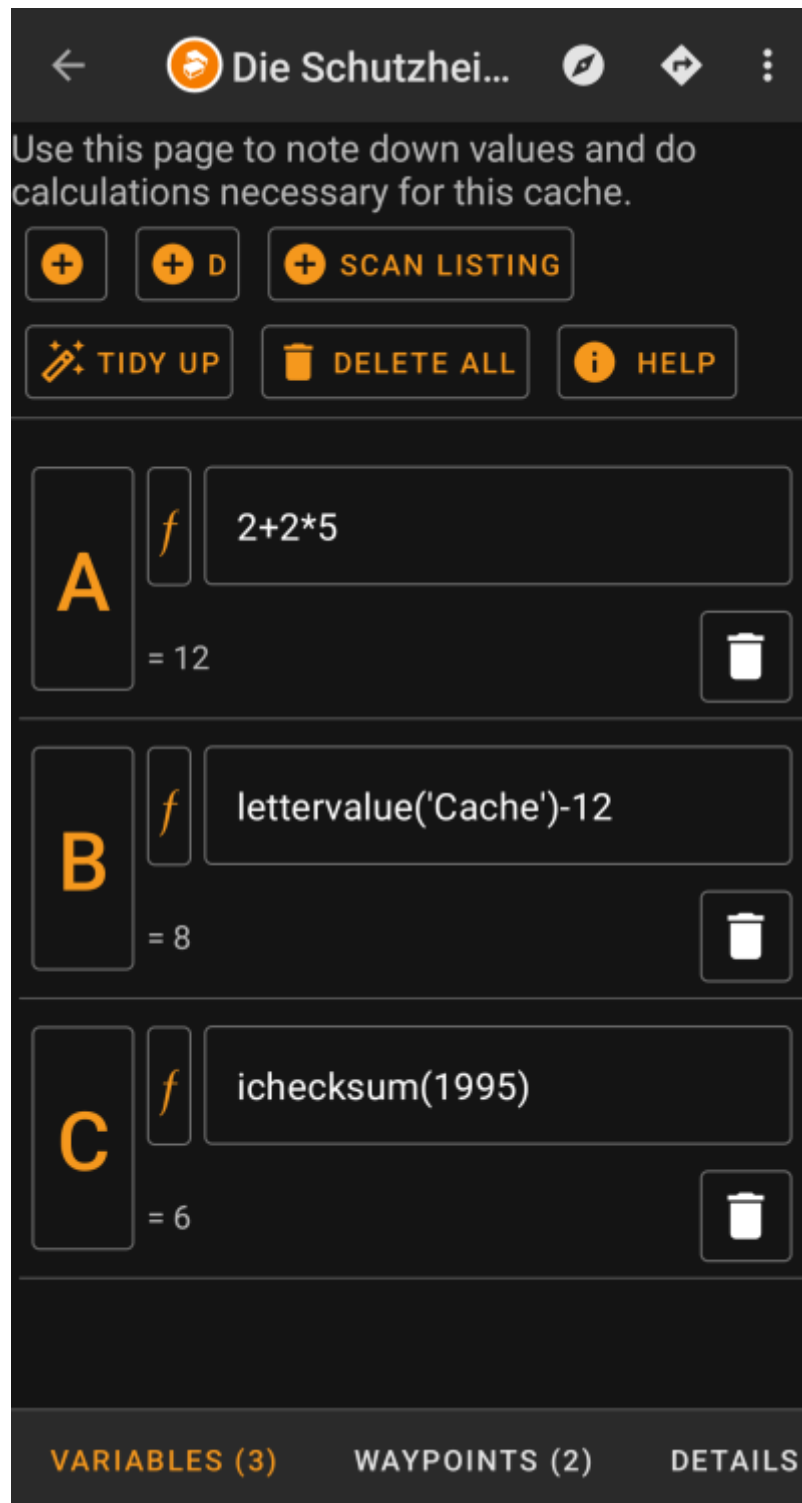 Die Schutzhei...
Use this page to note down values and do
calculations necessary for this cache.
D
SCAN LISTING
TIDY UP
DELETE ALL
HELP
A
f
2+2*5
= 12
B
f
lettervalue('Cache')-12
= 8
C
f
ichecksum(1995)
= 6
VARIABLES (3)
WAYPOINTS (2)
DETAILS